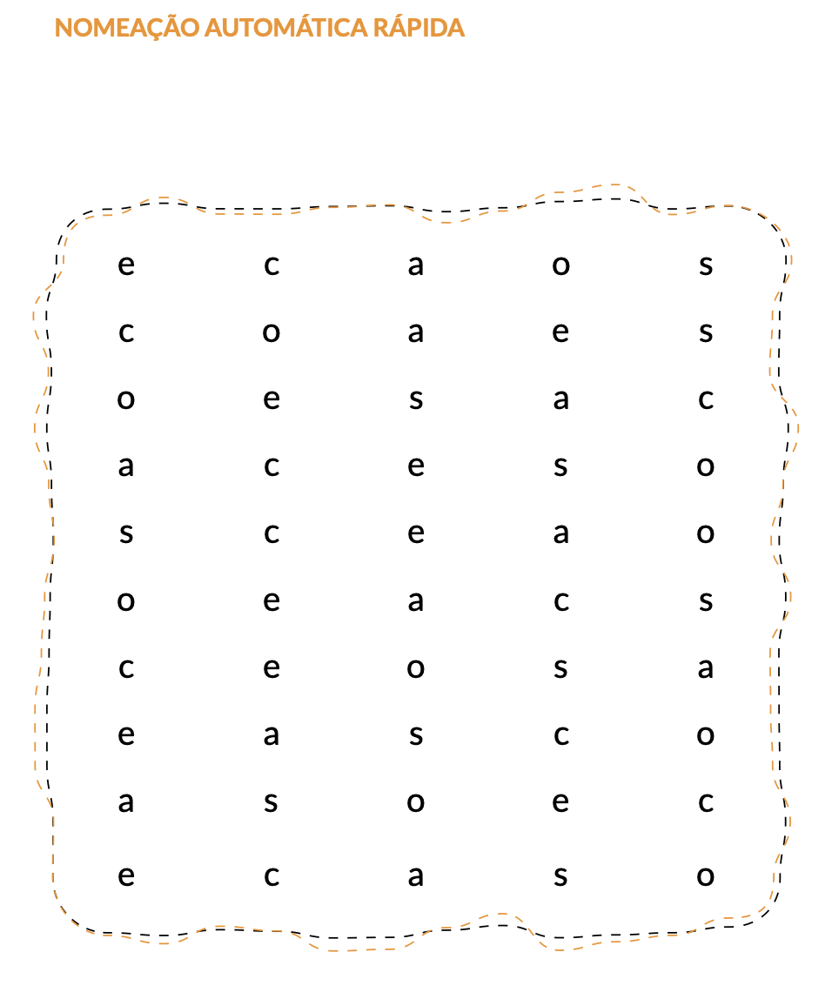 NOMEAÇÃO AUTOMÁTICA RÁPIDA
e c a o s
c o a e s
o e s a c
a c e s o
s c e a o
o e a c s
c e o s a
e a s c o
a s o e c
e c a s o